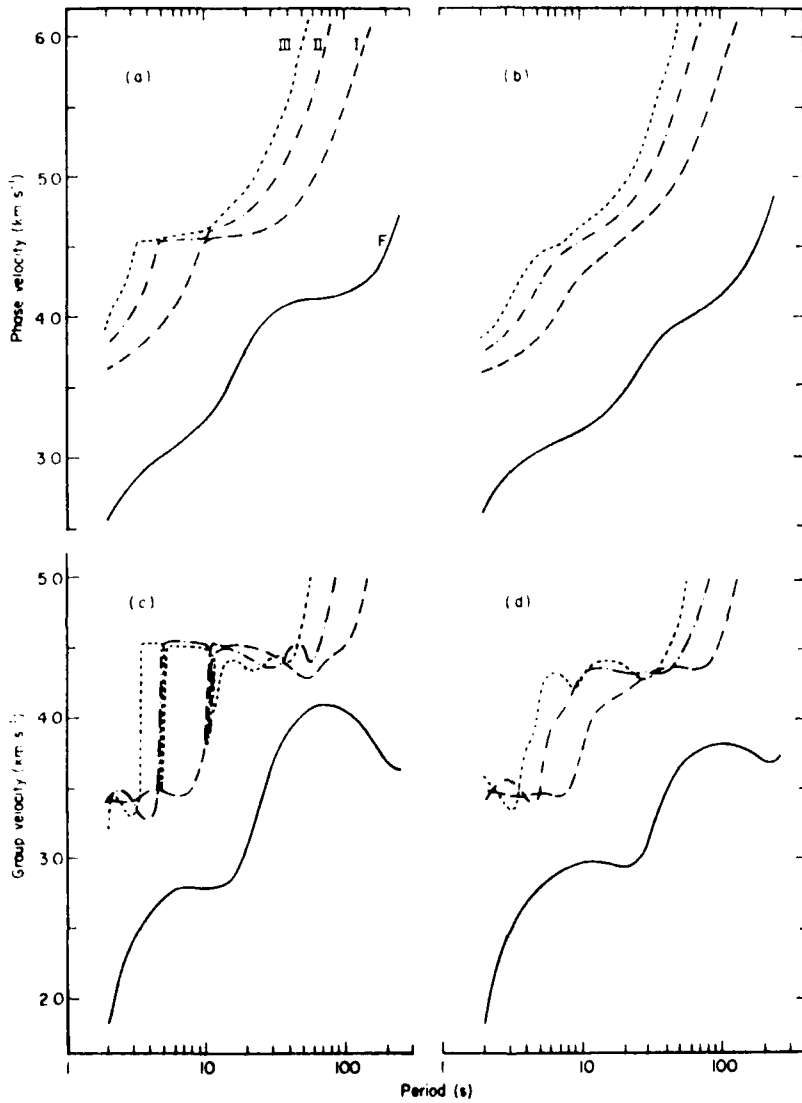 6.0
5.0
4.0
3.0
Phase velocity (km s⁻¹)
(a)
III
II
I
F
(b)
5.0
4.0
3.0
2.0
Group velocity (km s⁻¹)
(c)
(d)
1
10
100
1
10
100
Period (s)